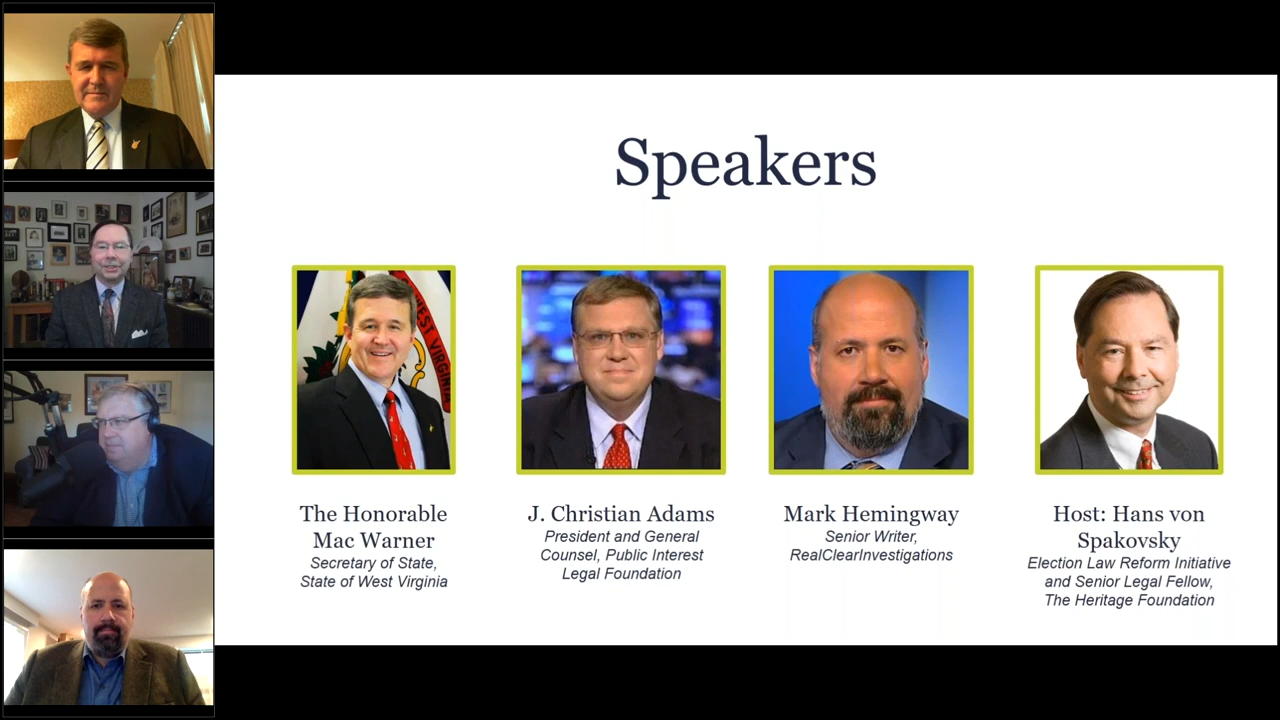 Speakers
The Honorable
Mac Warner
Secretary of State,
State of West Virginia
J. Christian Adams
President and General
Counsel, Public Interest
Legal Foundation
Mark Hemingway
Senior Writer,
RealClearInvestigations
Host: Hans von
Spakovsky
Election Law Reform Initiative
and Senior Legal Fellow,
The Heritage Foundation
WEST VIRGINIA